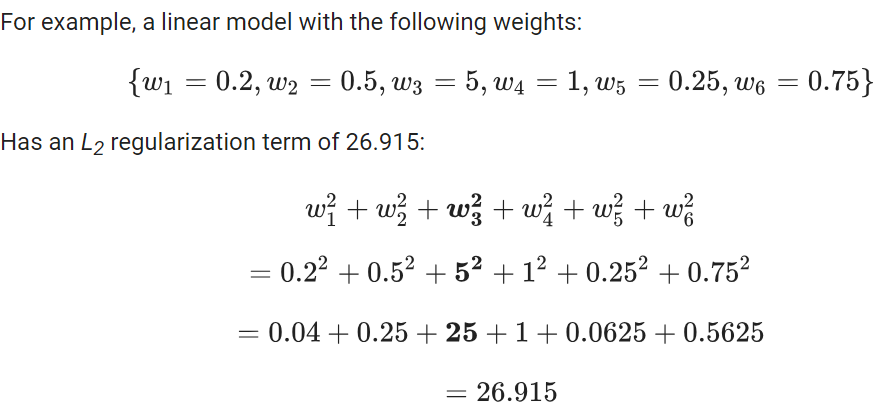 For example, a linear model with the following weights:
{w₁ = 0.2, w₂ = 0.5, w₃ = 5, w₄ = 1, w₅ = 0.25, w₆ = 0.75}
Has an L₂ regularization term of 26.915:
w₁² + w₂² + w₃² + w₄² + w₅² + w₆²
= 0.2² + 0.5² + 5² + 1² + 0.25² + 0.75²
= 0.04 + 0.25 + 25 + 1 + 0.0625 + 0.5625
= 26.915